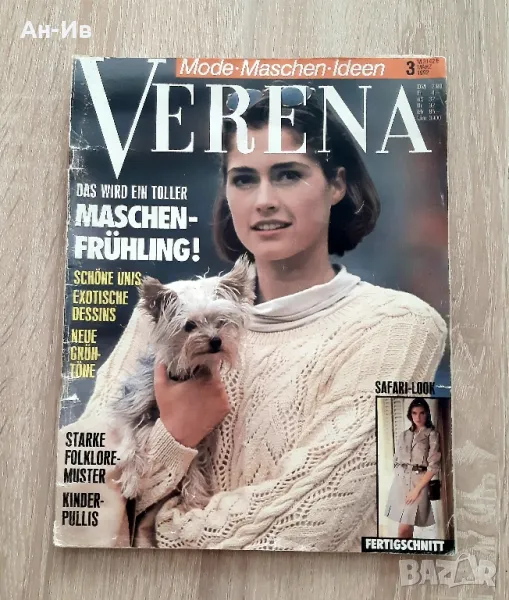 Ан-Ив
Mode·Maschen·Ideen
3
VERENA
DAS WIRD EIN TOLLER
MASCHEN-
FRÜHLING!
SCHÖNE UNIS
EXOTISCHE
DESSINS
NEUE
GRÜN-
TÖNE
STARKE
FOLKLORE-
MUSTER
KINDER-
PULLIS
SAFARI-LOOK
FERTIGSCHNITT
BAZAR